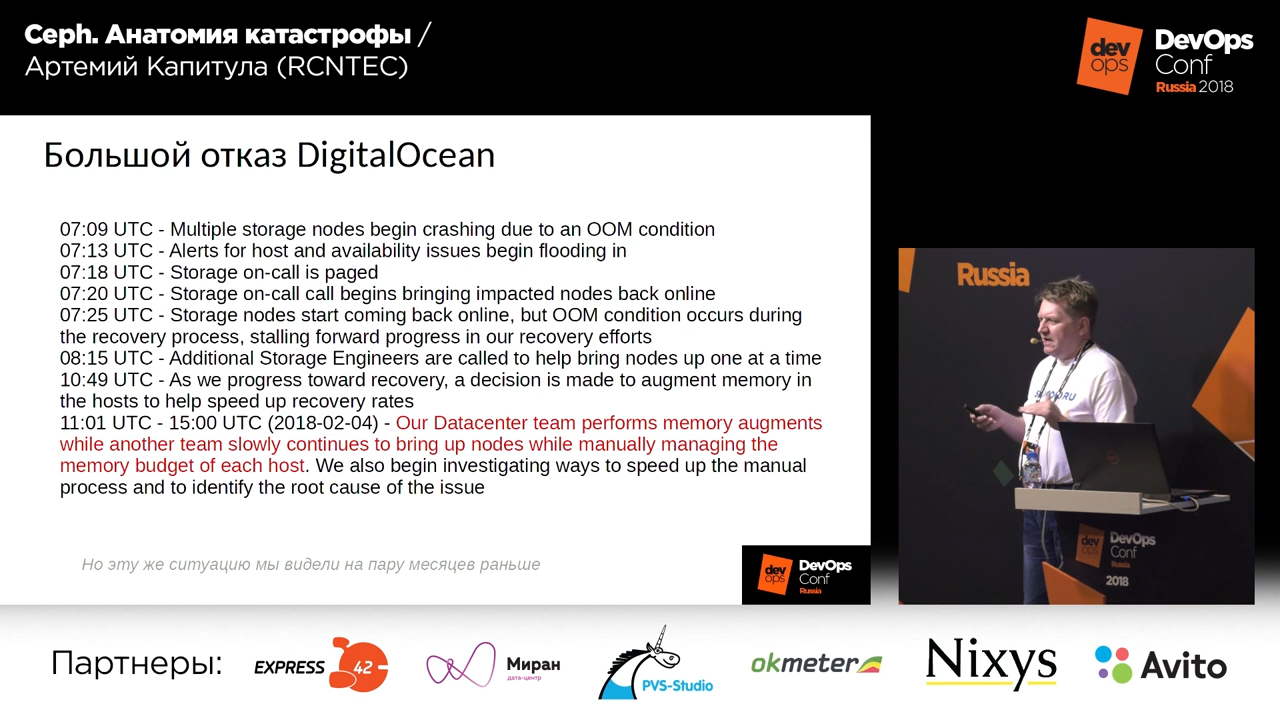 Ceph. Анатомия катастрофы /
Артемий Капитула (RCNTEC)
dev
ops
DevOps
Conf
Russia 2018
Большой отказ DigitalOcean
07:09 UTC - Multiple storage nodes begin crashing due to an OOM condition
07:13 UTC - Alerts for host and availability issues begin flooding in
07:18 UTC - Storage on-call is paged
07:20 UTC - Storage on-call call begins bringing impacted nodes back online
07:25 UTC - Storage nodes start coming back online, but OOM condition occurs during
the recovery process, stalling forward progress in our recovery efforts
08:15 UTC - Additional Storage Engineers are called to help bring nodes up one at a time
10:49 UTC - As we progress toward recovery, a decision is made to augment memory in
the hosts to help speed up recovery rates
11:01 UTC - 15:00 UTC (2018-02-04) - Our Datacenter team performs memory augments
while another team slowly continues to bring up nodes while manually managing the
memory budget of each host. We also begin investigating ways to speed up the manual
process and to identify the root cause of the issue
Но эту же ситуацию мы видели на пару месяцев раньше
dev
ops
DevOps
Conf
Russia
Russia
dev
ops
DevOps
Conf
Russia
2018
Партнеры:
EXPRESS 42
Миран
дата-центр
PVS-Studio
okmeter
Nixys
Avito